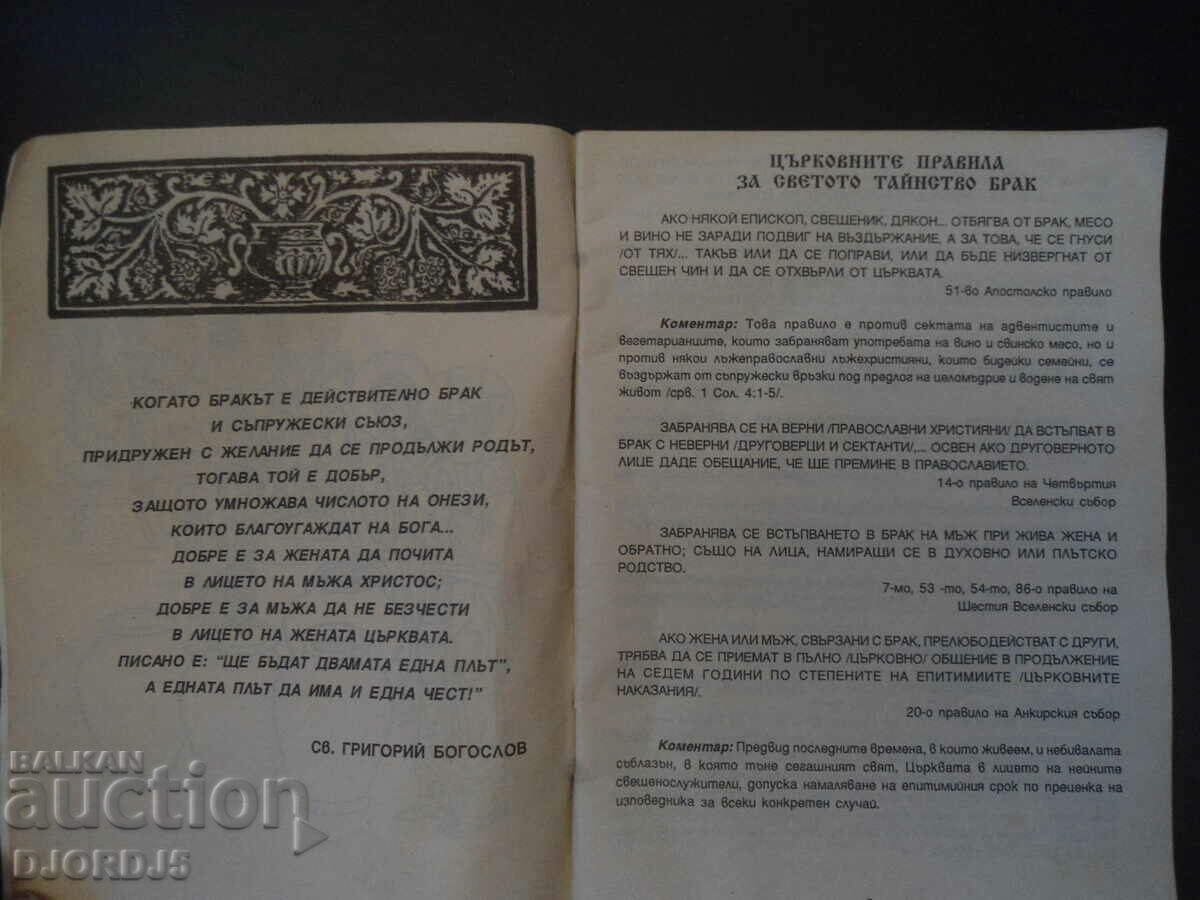 КОГАТО БРАКЪТ Е ДЕЙСТВИТЕЛНО БРАК
И СЪПРУЖЕСКИ СЪЮЗ,
ПРИДРУЖЕН С ЖЕЛАНИЕ ДА СЕ ПРОДЪЛЖИ РОДЪТ,
ТОГАВА ТОЙ Е ДОБЪР,
ЗАЩОТО УМНОЖАВА ЧИСЛОТО НА ОНЕЗИ,
КОИТО БЛАГОУГАЖДАТ НА БОГА...
ДОБРЕ Е ЗА ЖЕНАТА ДА ПОЧИТА
В ЛИЦЕТО НА МЪЖА ХРИСТОС;
ДОБРЕ Е ЗА МЪЖА ДА НЕ БЕЗЧЕСТИ
В ЛИЦЕТО НА ЖЕНАТА ЦЪРКВАТА.
ПИСАНО Е: "ЩЕ БЪДАТ ДВАМАТА ЕДНА ПЛЪТ",
А ЕДНАТА ПЛЪТ ДА ИМА И ЕДНА ЧЕСТ!"
Св. ГРИГОРИЙ БОГОСЛОВ
BALKAN
auction
DJORDJ5
ЦЪРКОВНИТЕ ПРАВИЛА
ЗА СВЕТОТО ТАЙНСТВО БРАК
АКО НЯКОЙ ЕПИСКОП, СВЕЩЕНИК, ДЯКОН... ОТБЯГВА ОТ БРАК, МЕСО
И ВИНО НЕ ЗАРАДИ ПОДВИГ НА ВЪЗДЪРЖАНИЕ, А ЗА ТОВА, ЧЕ СЕ ГНУСИ
/ОТ ТЯХ/... ТАКЪВ ИЛИ ДА СЕ ПОПРАВИ, ИЛИ ДА БЪДЕ НИЗВЕРГНАТ ОТ
СВЕЩЕН ЧИН И ДА СЕ ОТХВЪРЛИ ОТ ЦЪРКВАТА.
51-во Апостолско правило
Коментар: Това правило е против сектата на адвентистите и
вегетарианците, които забраняват употребата на вино и свинско месо, но и
против някои лъжеправославни лъжехристияни, които бидейки семейни, се
въздържат от съпружески връзки под предлог на целомъдрие и водене на свят
живот /срв. 1 Сол. 4:1-5/.
ЗАБРАНЯВА СЕ НА ВЕРНИ /ПРАВОСЛАВНИ ХРИСТИЯНИ/ ДА ВСТЪПВАТ В
БРАК С НЕВЕРНИ /ДРУГОВЕРЦИ И СЕКТАНТИ/,... ОСВЕН АКО ДРУГОВЕРНОТО
ЛИЦЕ ДАДЕ ОБЕЩАНИЕ, ЧЕ ЩЕ ПРЕМИНЕ В ПРАВОСЛАВИЕТО.
14-о правило на Четвъртия
Вселенски събор
ЗАБРАНЯВА СЕ ВСТЪПВАНЕТО В БРАК НА МЪЖ ПРИ ЖИВА ЖЕНА И
ОБРАТНО; СЪЩО НА ЛИЦА, НАМИРАЩИ СЕ В ДУХОВНО ИЛИ ПЛЪТСКО
РОДСТВО.
7-мо, 53 -то, 54-то, 86-о правило на
Шестия Вселенски събор
АКО ЖЕНА ИЛИ МЪЖ, СВЪРЗАНИ С БРАК, ПРЕЛЮБОДЕЙСТВАТ С ДРУГИ,
ТРЯБВА ДА СЕ ПРИЕМАТ В ПЪЛНО /ЦЪРКОВНО/ ОБЩЕНИЕ В ПРОДЪЛЖЕНИЕ
НА СЕДЕМ ГОДИНИ ПО СТЕПЕНИТЕ НА ЕПИТИМИИТЕ /ЦЪРКОВНИТЕ
НАКАЗАНИЯ/.
20-о правило на Анкирския събор
Коментар: Предвид последните времена, в които живеем, и небивалата
съблазън, в която тъне сегашният свят, Църквата в лицето на нейните
свещенослужители, допуска намаляване на епитимийния срок по преценка на
изповедника за всеки конкретен случай.